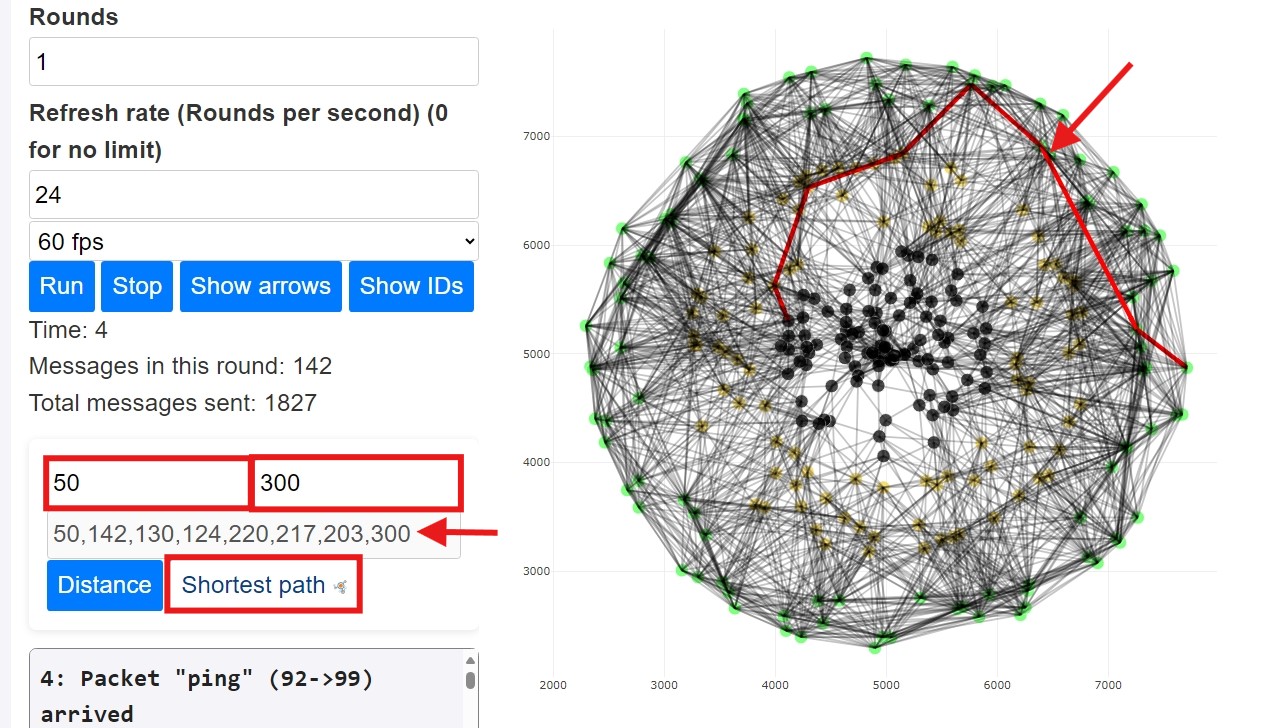 Rounds
1
Refresh rate (Rounds per second) (0
for no limit)
24
60 fps
Run Stop Show arrows Show IDs
Time: 4
Messages in this round: 142
Total messages sent: 1827
50 300
50,142,130,124,220,217,203,300
Distance Shortest path
4: Packet "ping" (92->99)
arrived
7000
6000
5000
4000
3000
2000 3000 4000 5000 6000 7000